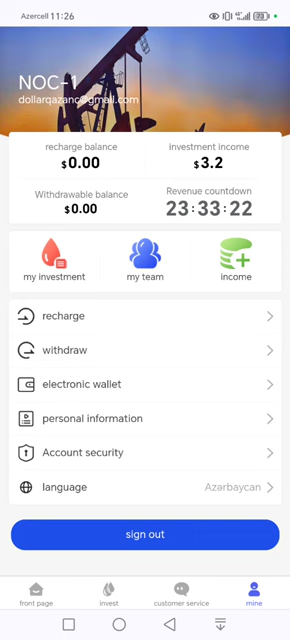 Azercell 11:26
NOC-1
dollarqazanc@gmail.com
recharge balance
$0.00
investment income
$3.2
Withdrawable balance
$0.00
Revenue countdown
23:33:22
my investment
my team
income
recharge
withdraw
electronic wallet
personal information
Account security
language
Azərbaycan
sign out
front page
invest
customer service
mine